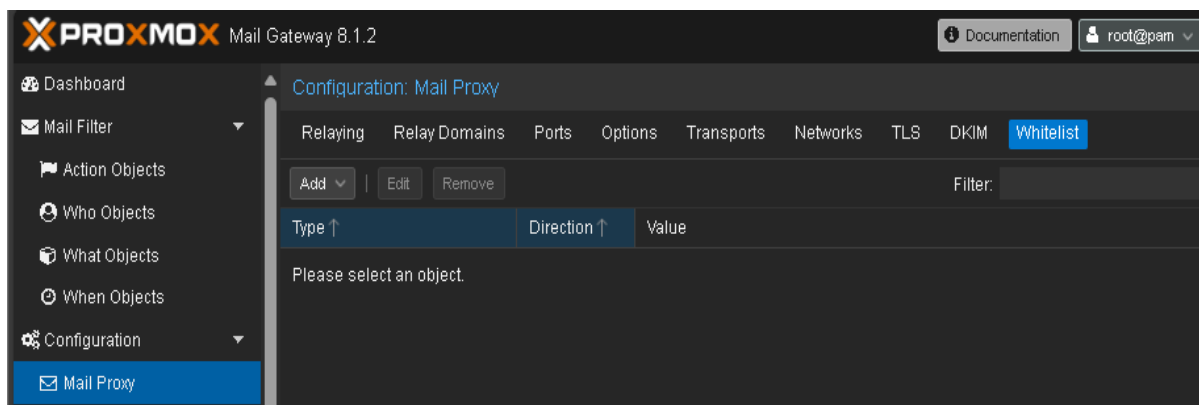 PROXMOX Mail Gateway 8.1.2
Documentation
root@pam
Dashboard
Mail Filter
Action Objects
Who Objects
What Objects
When Objects
Configuration
Mail Proxy
Configuration: Mail Proxy
Relaying Relay Domains Ports Options Transports Networks TLS DKIM Whitelist
Add Edit Remove Filter:
Type Direction Value
Please select an object.